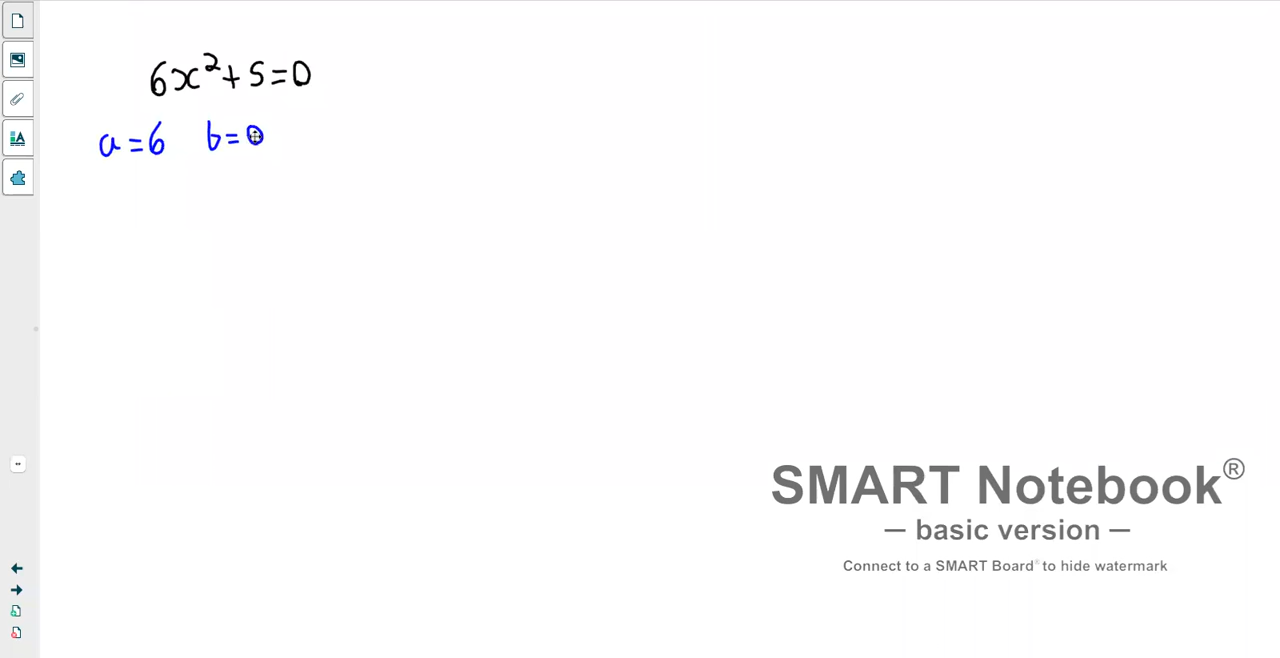 6x²+5=0
a=6 b=0
SMART Notebook®
— basic version —
Connect to a SMART Board® to hide watermark